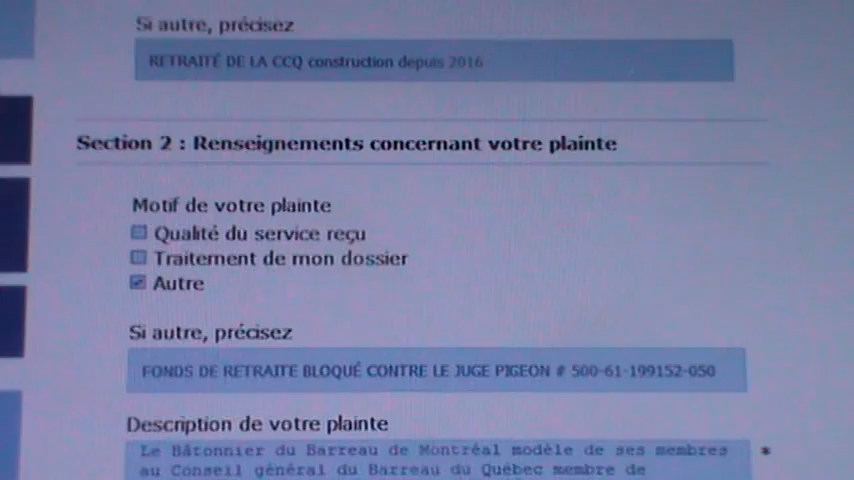 Si autre, précisez
RETRAITÉ DE LA CCQ construction depuis 2016
Section 2 : Renseignements concernant votre plainte
Motif de votre plainte
Qualité du service reçu
Traitement de mon dossier
Autre
Si autre, précisez
FONDS DE RETRAITE BLOQUÉ CONTRE LE JUGE PIGEON # 500-61-199152-050
Description de votre plainte
Le Bâtonnier du Barreau de Montréal modèle de ses membres *
au Conseil général du Barreau du Québec membre de